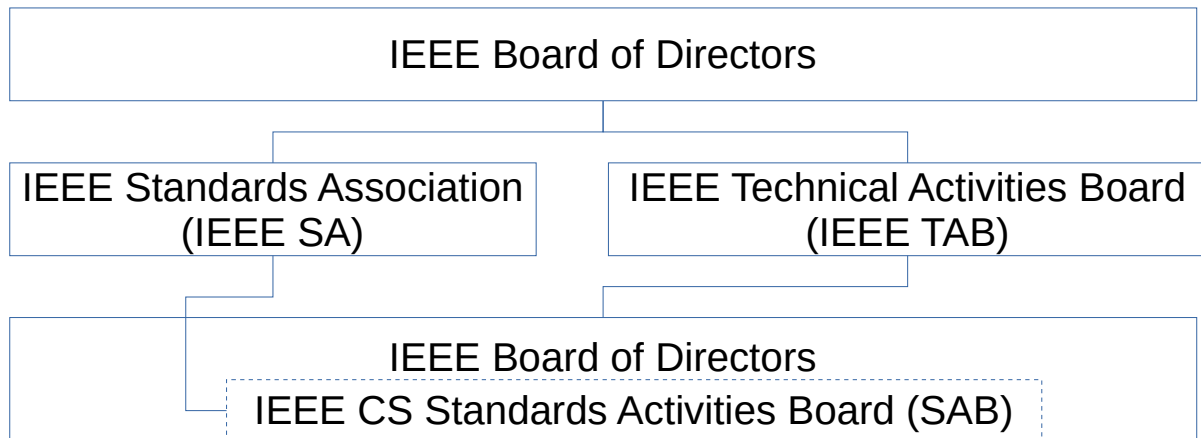 IEEE Board of Directors
IEEE Standards Association
(IEEE SA)
IEEE Technical Activities Board
(IEEE TAB)
IEEE Board of Directors
IEEE CS Standards Activities Board (SAB)